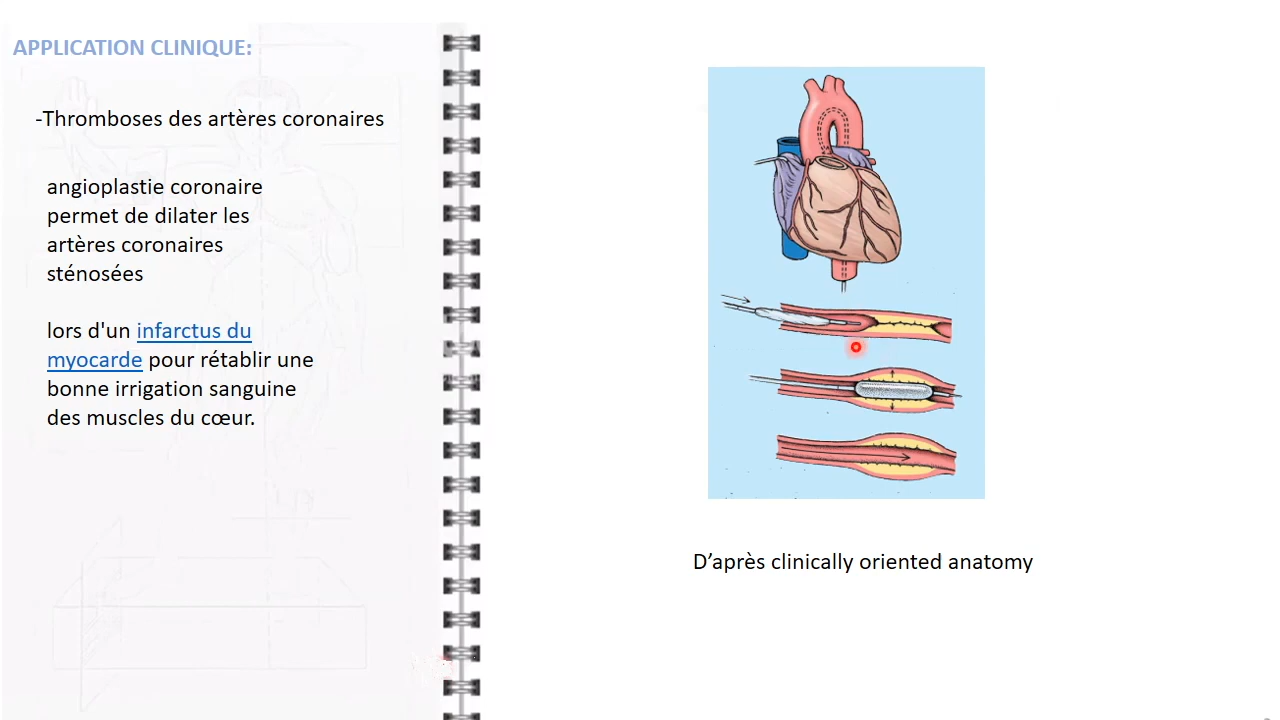 APPLICATION CLINIQUE:
-Thromboses des artères coronaires
angioplastie coronaire
permet de dilater les
artères coronaires
sténosées
lors d'un infarctus du
myocarde pour rétablir une
bonne irrigation sanguine
des muscles du cœur.
D’après clinically oriented anatomy